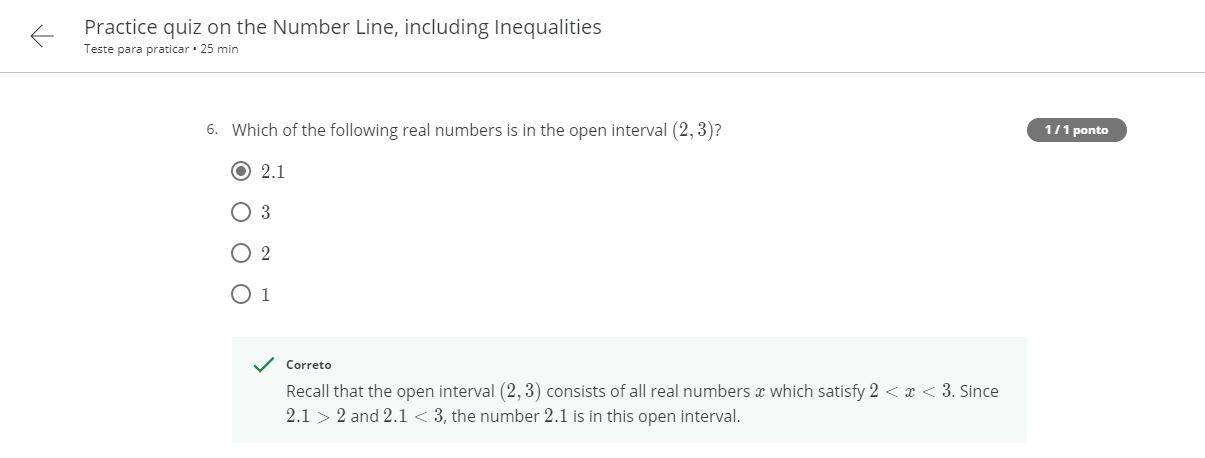 Practice quiz on the Number Line, including Inequalities
Teste para praticar • 25 min
6. Which of the following real numbers is in the open interval (2, 3)?
1 / 1 ponto
2.1
3
2
1
Correto
Recall that the open interval (2, 3) consists of all real numbers x which satisfy 2 < x < 3. Since
2.1 > 2 and 2.1 < 3, the number 2.1 is in this open interval.